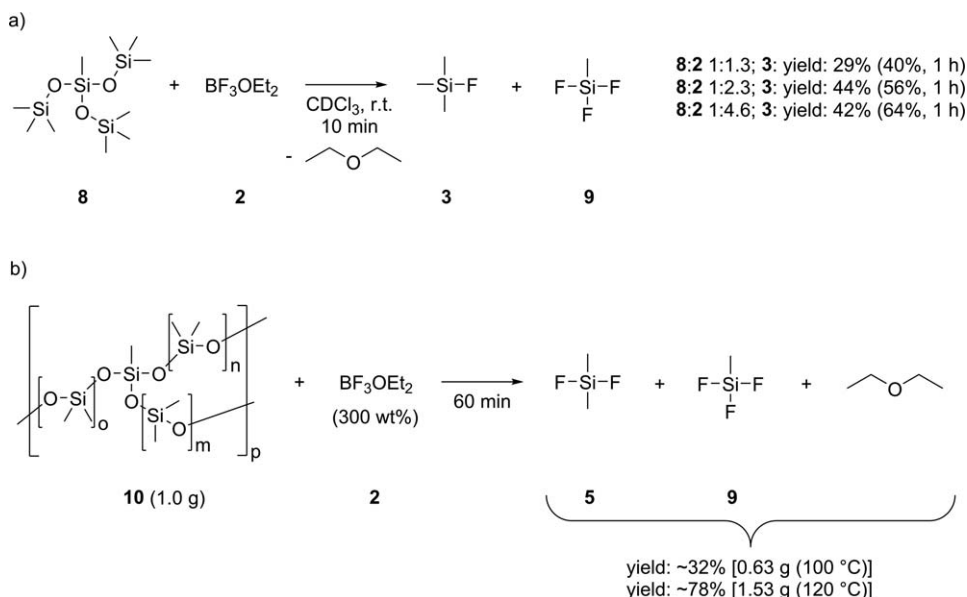 a)
Si
O
Si
Si
O
O
Si
+
BF3OEt2
CDCl3, r.t.
10 min
-
O
Si
F
+
F
Si
F
F
8:2 1:1.3; 3: yield: 29% (40%, 1 h)
8:2 1:2.3; 3: yield: 44% (56%, 1 h)
8:2 1:4.6; 3: yield: 42% (64%, 1 h)
8
2
3
9
b)
Si
O
n
O
Si
O
O
Si
o
O
Si
O
m
p
+
BF3OEt2
(300 wt%)
60 min
F
Si
F
+
F
Si
F
F
+
O
10 (1.0 g)
2
5
9
yield: ~32% [0.63 g (100 °C)]
yield: ~78% [1.53 g (120 °C)]